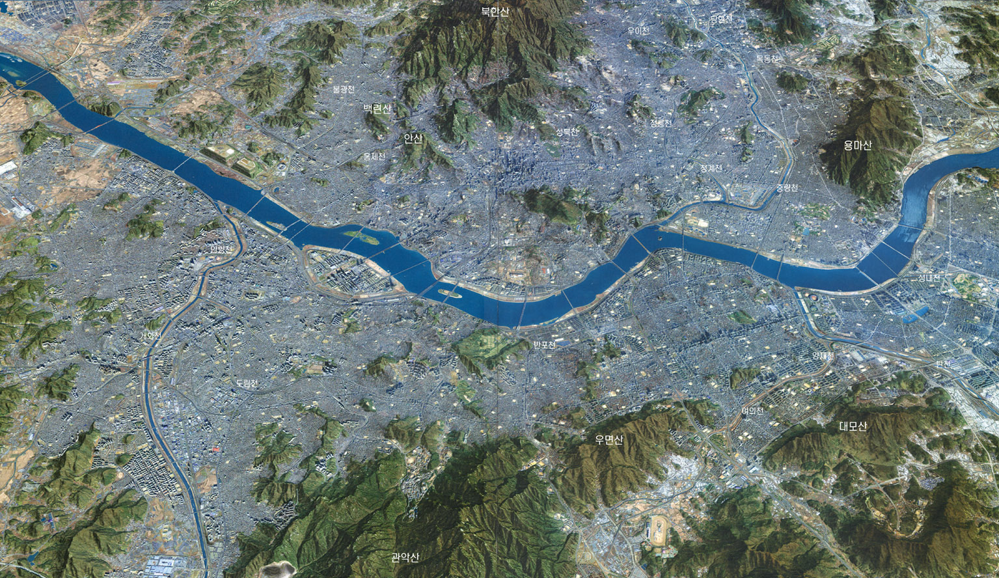 북한산
당현천
우이천
묵동천
불광천
백련산
정릉천
성북천
안산
용마산
홍제천
청계천
중랑천
안양천
성내천
개화천
반포천
양재천
탄천
도림천
여의천
대모산
우면산
관악산